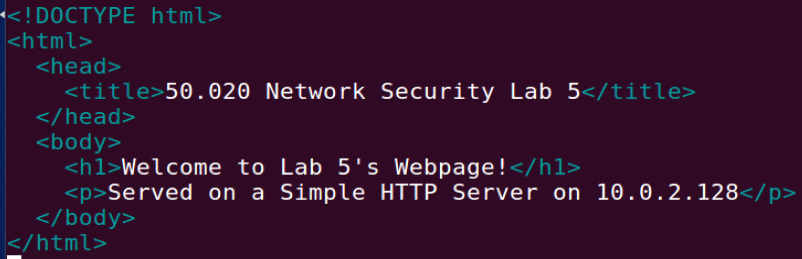 <!DOCTYPE html>
<html>
  <head>
    <title>50.020 Network Security Lab 5</title>
  </head>
  <body>
    <h1>Welcome to Lab 5's Webpage!</h1>
    <p>Served on a Simple HTTP Server on 10.0.2.128</p>
  </body>
</html>